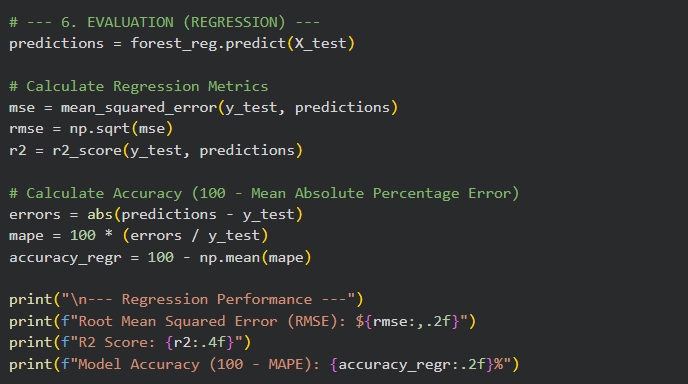 # --- 6. EVALUATION (REGRESSION) ---
predictions = forest_reg.predict(X_test)
# Calculate Regression Metrics
mse = mean_squared_error(y_test, predictions)
rmse = np.sqrt(mse)
r2 = r2_score(y_test, predictions)
# Calculate Accuracy (100 - Mean Absolute Percentage Error)
errors = abs(predictions - y_test)
mape = 100 * (errors / y_test)
accuracy_regr = 100 - np.mean(mape)
print("\n--- Regression Performance ---")
print(f"Root Mean Squared Error (RMSE): ${rmse:,.2f}")
print(f"R2 Score: {r2:.4f}")
print(f"Model Accuracy (100 - MAPE): {accuracy_regr:.2f}%")